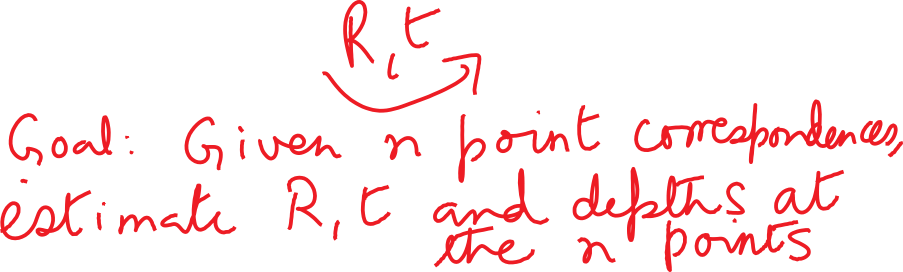 R, t
Goal: Given n point correspondences,
estimate R, t and depths at
the n points